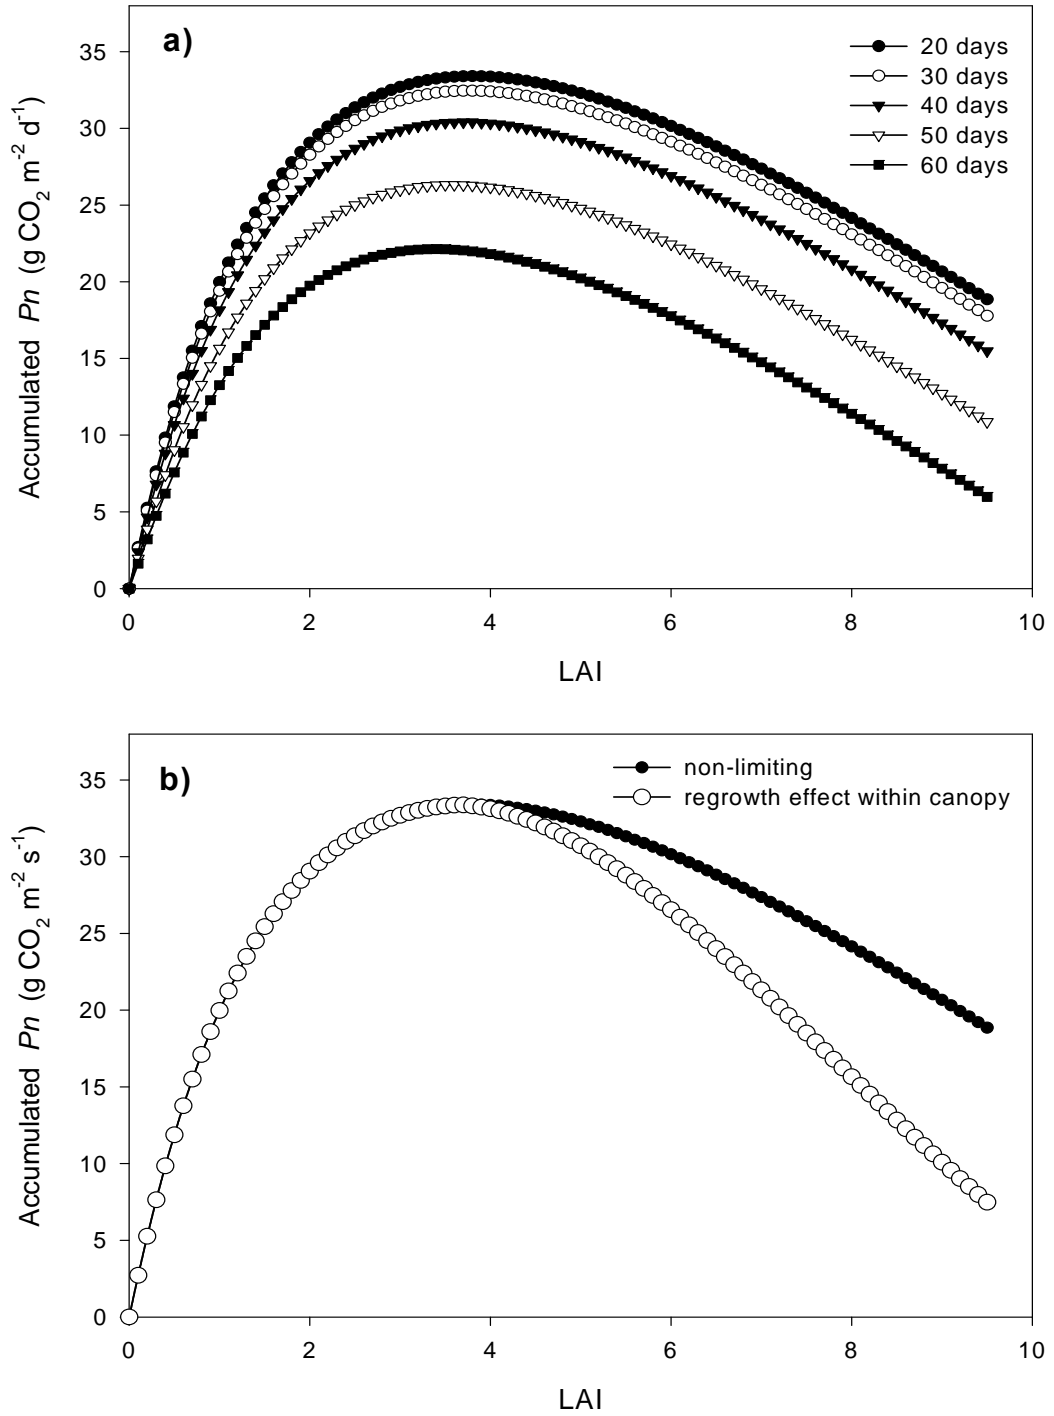 a)
20 days
30 days
40 days
50 days
60 days
Accumulated Pn (g CO₂ m⁻² d⁻¹)
35
30
25
20
15
10
5
0
0 2 4 6 8 10
LAI
b)
non-limiting
regrowth effect within canopy
Accumulated Pn (g CO₂ m⁻² s⁻¹)
35
30
25
20
15
10
5
0
0 2 4 6 8 10
LAI